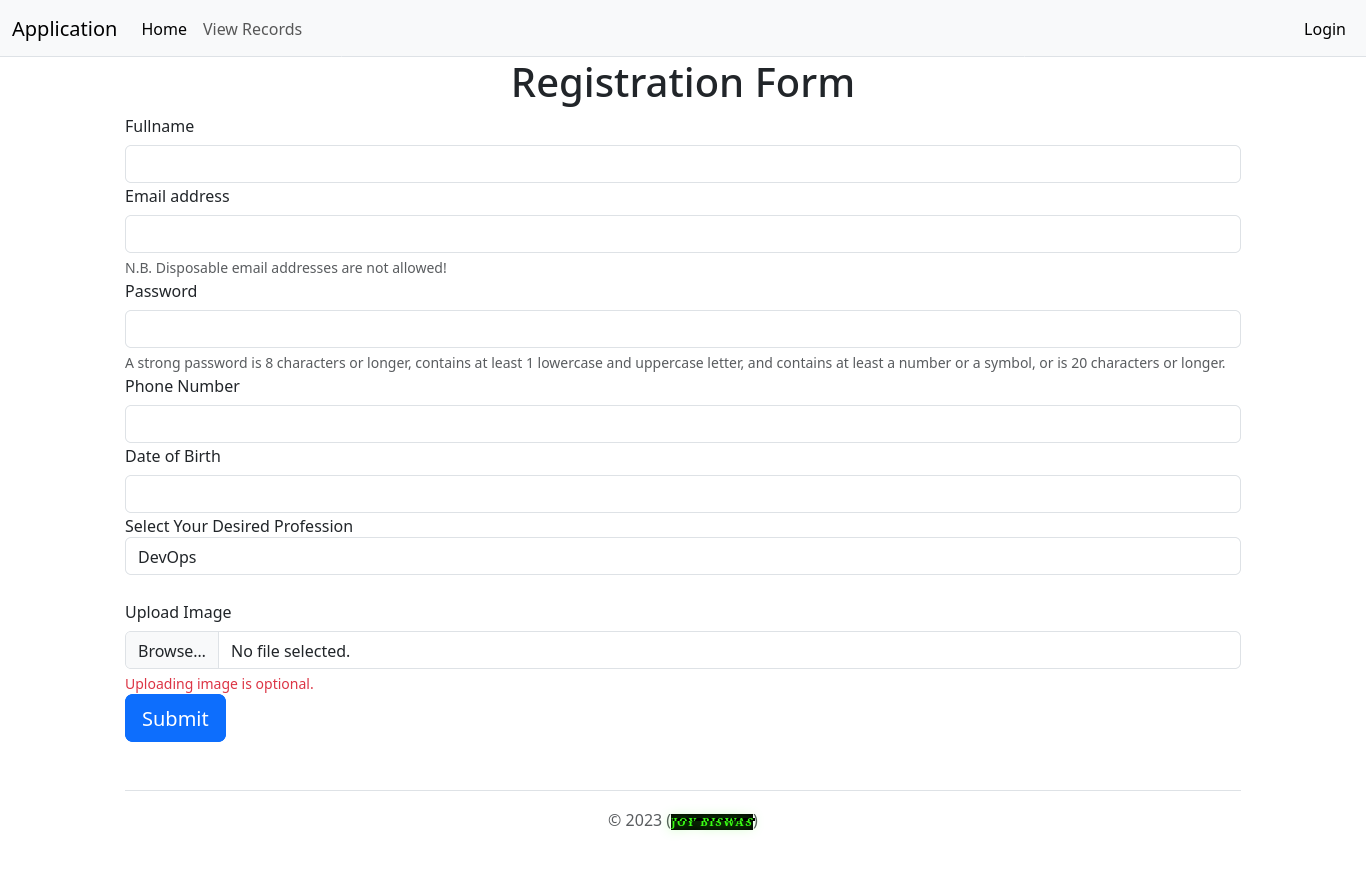 Application Home View Records Login
Registration Form
Fullname
Email address
N.B. Disposable email addresses are not allowed!
Password
A strong password is 8 characters or longer, contains at least 1 lowercase and uppercase letter, and contains at least a number or a symbol, or is 20 characters or longer.
Phone Number
Date of Birth
Select Your Desired Profession
DevOps
Upload Image
Browse... No file selected.
Uploading image is optional.
Submit
© 2023 (JOY BISWAS)